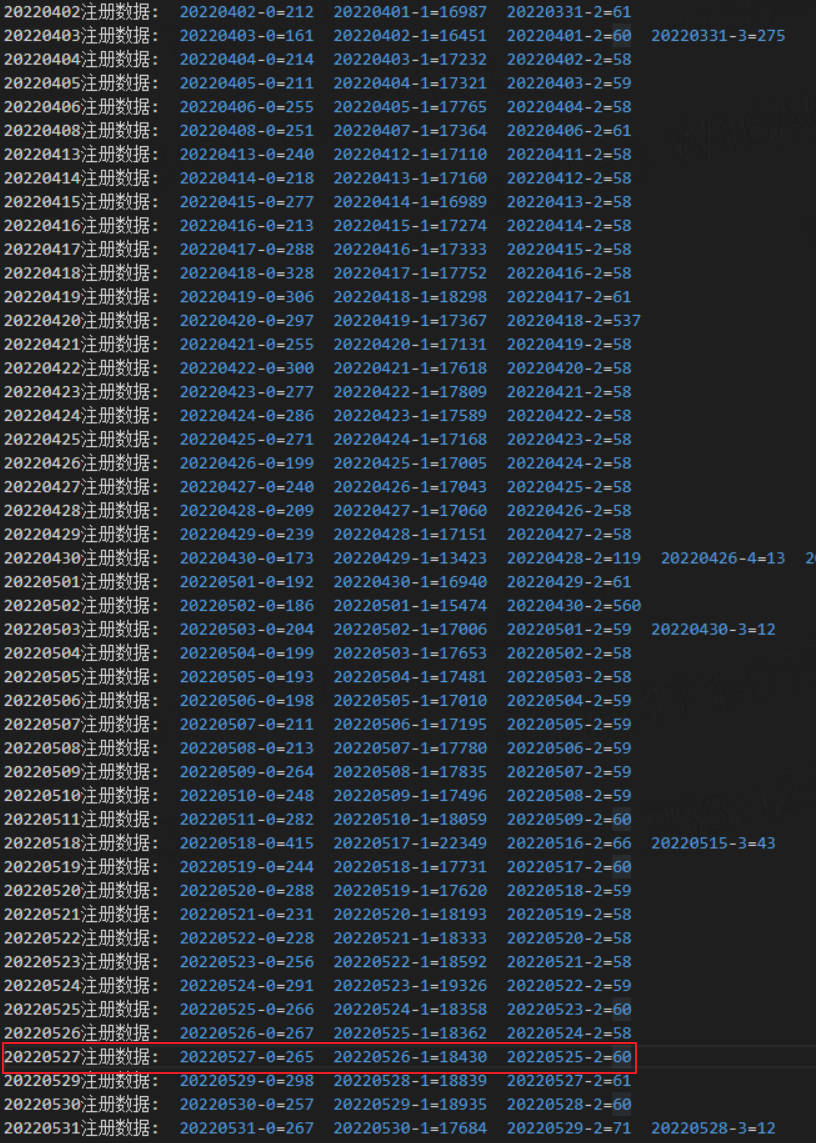 20220402注册数据: 20220402-0=212 20220401-1=16987 20220331-2=61
20220403注册数据: 20220403-0=161 20220402-1=16451 20220401-2=60 20220331-3=275
20220404注册数据: 20220404-0=214 20220403-1=17232 20220402-2=58
20220405注册数据: 20220405-0=211 20220404-1=17321 20220403-2=59
20220406注册数据: 20220406-0=255 20220405-1=17765 20220404-2=58
20220408注册数据: 20220408-0=251 20220407-1=17364 20220406-2=61
20220413注册数据: 20220413-0=240 20220412-1=17110 20220411-2=58
20220414注册数据: 20220414-0=218 20220413-1=17160 20220412-2=58
20220415注册数据: 20220415-0=277 20220414-1=16989 20220413-2=58
20220416注册数据: 20220416-0=213 20220415-1=17274 20220414-2=58
20220417注册数据: 20220417-0=288 20220416-1=17333 20220415-2=58
20220418注册数据: 20220418-0=328 20220417-1=17752 20220416-2=58
20220419注册数据: 20220419-0=306 20220418-1=18298 20220417-2=61
20220420注册数据: 20220420-0=297 20220419-1=17367 20220418-2=537
20220421注册数据: 20220421-0=255 20220420-1=17131 20220419-2=58
20220422注册数据: 20220422-0=300 20220421-1=17618 20220420-2=58
20220423注册数据: 20220423-0=277 20220422-1=17809 20220421-2=58
20220424注册数据: 20220424-0=286 20220423-1=17589 20220422-2=58
20220425注册数据: 20220425-0=271 20220424-1=17168 20220423-2=58
20220426注册数据: 20220426-0=199 20220425-1=17005 20220424-2=58
20220427注册数据: 20220427-0=240 20220426-1=17043 20220425-2=58
20220428注册数据: 20220428-0=209 20220427-1=17060 20220426-2=58
20220429注册数据: 20220429-0=239 20220428-1=17151 20220427-2=58
20220430注册数据: 20220430-0=173 20220429-1=13423 20220428-2=119 20220426-4=13
20220501注册数据: 20220501-0=192 20220430-1=16940 20220429-2=61
20220502注册数据: 20220502-0=186 20220501-1=15474 20220430-2=560
20220503注册数据: 20220503-0=204 20220502-1=17006 20220501-2=59 20220430-3=12
20220504注册数据: 20220504-0=199 20220503-1=17653 20220502-2=58
20220505注册数据: 20220505-0=193 20220504-1=17481 20220503-2=58
20220506注册数据: 20220506-0=198 20220505-1=17010 20220504-2=59
20220507注册数据: 20220507-0=211 20220506-1=17195 20220505-2=59
20220508注册数据: 20220508-0=213 20220507-1=17780 20220506-2=59
20220509注册数据: 20220509-0=264 20220508-1=17835 20220507-2=59
20220510注册数据: 20220510-0=248 20220509-1=17496 20220508-2=59
20220511注册数据: 20220511-0=282 20220510-1=18059 20220509-2=60
20220518注册数据: 20220518-0=415 20220517-1=22349 20220516-2=66 20220515-3=43
20220519注册数据: 20220519-0=244 20220518-1=17731 20220517-2=60
20220520注册数据: 20220520-0=288 20220519-1=17620 20220518-2=59
20220521注册数据: 20220521-0=231 20220520-1=18193 20220519-2=58
20220522注册数据: 20220522-0=228 20220521-1=18333 20220520-2=58
20220523注册数据: 20220523-0=256 20220522-1=18592 20220521-2=58
20220524注册数据: 20220524-0=291 20220523-1=19326 20220522-2=59
20220525注册数据: 20220525-0=266 20220524-1=18358 20220523-2=60
20220526注册数据: 20220526-0=267 20220525-1=18362 20220524-2=58
20220527注册数据: 20220527-0=265 20220526-1=18430 20220525-2=60
20220529注册数据: 20220529-0=298 20220528-1=18839 20220527-2=61
20220530注册数据: 20220530-0=257 20220529-1=18935 20220528-2=60
20220531注册数据: 20220531-0=267 20220530-1=17684 20220529-2=71 20220528-3=12